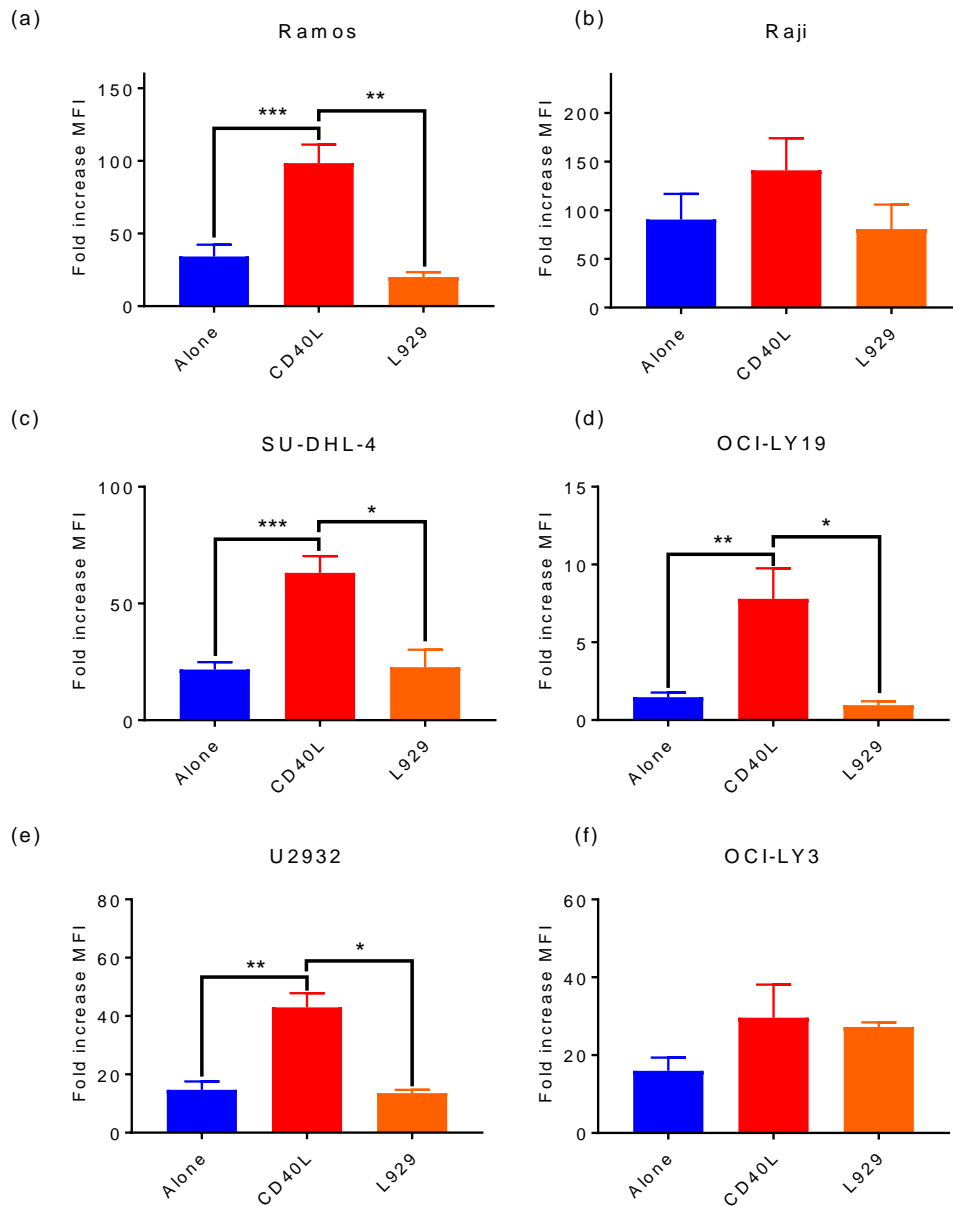 (a)
Ramos
Fold increase MFI
150
100
50
0
***
**
Alone
CD40L
L929
(b)
Raji
Fold increase MFI
200
150
100
50
0
Alone
CD40L
L929
(c)
SU-DHL-4
Fold increase MFI
100
50
0
***
*
Alone
CD40L
L929
(d)
OCI-LY19
Fold increase MFI
15
10
5
0
**
*
Alone
CD40L
L929
(e)
U2932
Fold increase MFI
80
60
40
20
0
**
*
Alone
CD40L
L929
(f)
OCI-LY3
Fold increase MFI
60
40
20
0
Alone
CD40L
L929